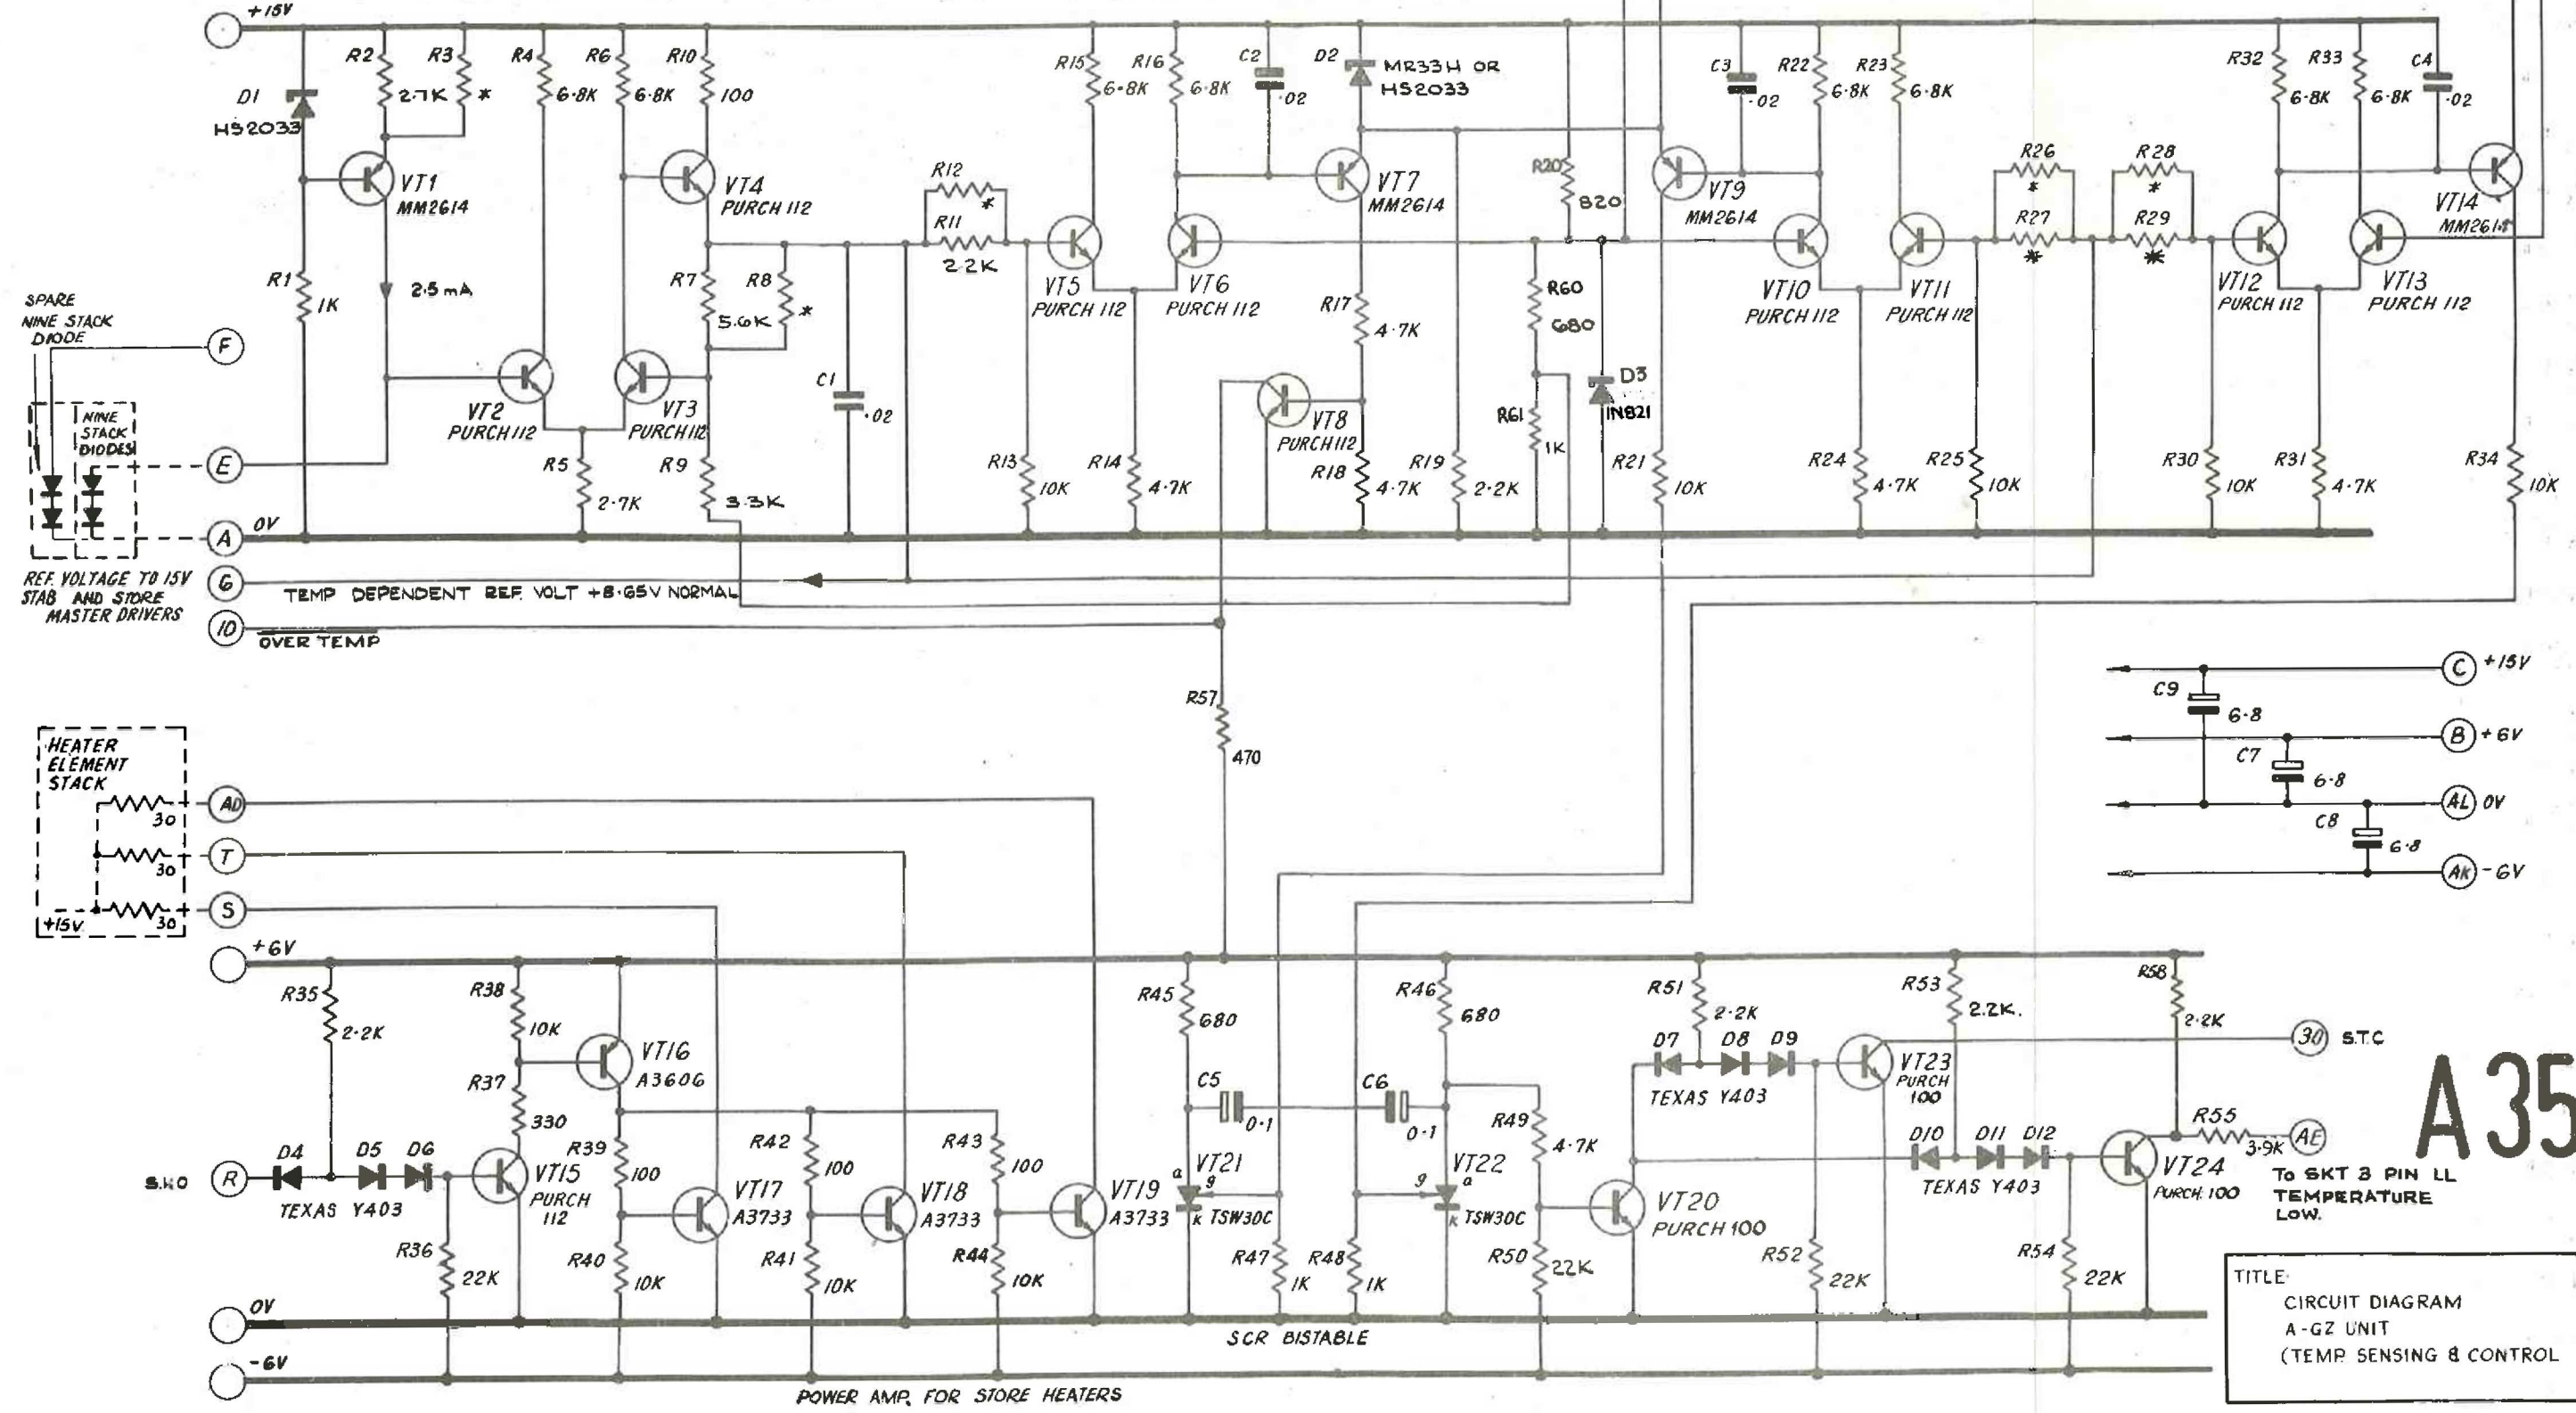 +15V
R2
2.7K
R3
*
R4
6.8K
R6
6.8K
R10
100
R15
6.8K
R16
6.8K
C2
.02
D2
MR33H OR
HS2033
C3
.02
R22
6.8K
R23
6.8K
R32
6.8K
R33
6.8K
C4
.02
D1
HS2033
VT1
MM2614
VT4
PURCH 112
R12
*
R11
2.2K
VT7
MM2614
R20
820
VT9
MM2614
R26
*
R27
*
R28
*
R29
*
VT14
MM2614
R1
1K
2.5mA
R7
5.6K
R8
*
VT5
PURCH 112
VT6
PURCH 112
R17
4.7K
R60
680
VT10
PURCH 112
VT11
PURCH 112
VT12
PURCH 112
VT13
PURCH 112
SPARE
NINE STACK
DIODE
F
NINE
STACK
DIODES
VT2
PURCH 112
VT3
PURCH 112
C1
.02
VT8
PURCH 112
R61
1K
D3
IN821
E
R5
2.7K
R9
3.3K
R13
10K
R14
4.7K
R18
4.7K
R19
2.2K
R21
10K
R24
4.7K
R25
10K
R30
10K
R31
4.7K
R34
10K
A
0V
REF. VOLTAGE TO 15V
STAB AND STORE
MASTER DRIVERS
G
TEMP DEPENDENT REF. VOLT +8.65V NORMAL
10
OVER TEMP
C
+15V
C9
6.8
B
+6V
C7
6.8
AL
0V
C8
6.8
AK
-6V
R57
470
HEATER
ELEMENT
STACK
30
AD
30
T
+15V
30
S
+6V
R35
2.2K
R38
10K
VT16
A3606
R37
330
R45
680
R46
680
R51
2.2K
R53
2.2K.
R58
2.2K
D7
D8
D9
TEXAS Y403
VT23
PURCH
100
30
S.T.C
A35
C5
0.1
C6
0.1
R49
4.7K
R39
100
R42
100
R43
100
S.H.O
R
D4
D5
D6
TEXAS Y403
VT15
PURCH
112
VT17
A3733
VT18
A3733
VT19
A3733
VT21
a
g
K
TSW30C
VT22
a
g
K
TSW30C
VT20
PURCH 100
D10
D11
D12
TEXAS Y403
VT24
PURCH. 100
R55
3.9K
AE
To SKT 3 PIN LL
TEMPERATURE
LOW.
R36
22K
R40
10K
R41
10K
R44
10K
R47
1K
R48
1K
R50
22K
R52
22K
R54
22K
0V
SCR BISTABLE
-6V
POWER AMP. FOR STORE HEATERS
TITLE
CIRCUIT DIAGRAM
A-GZ UNIT
(TEMP. SENSING & CONTROL